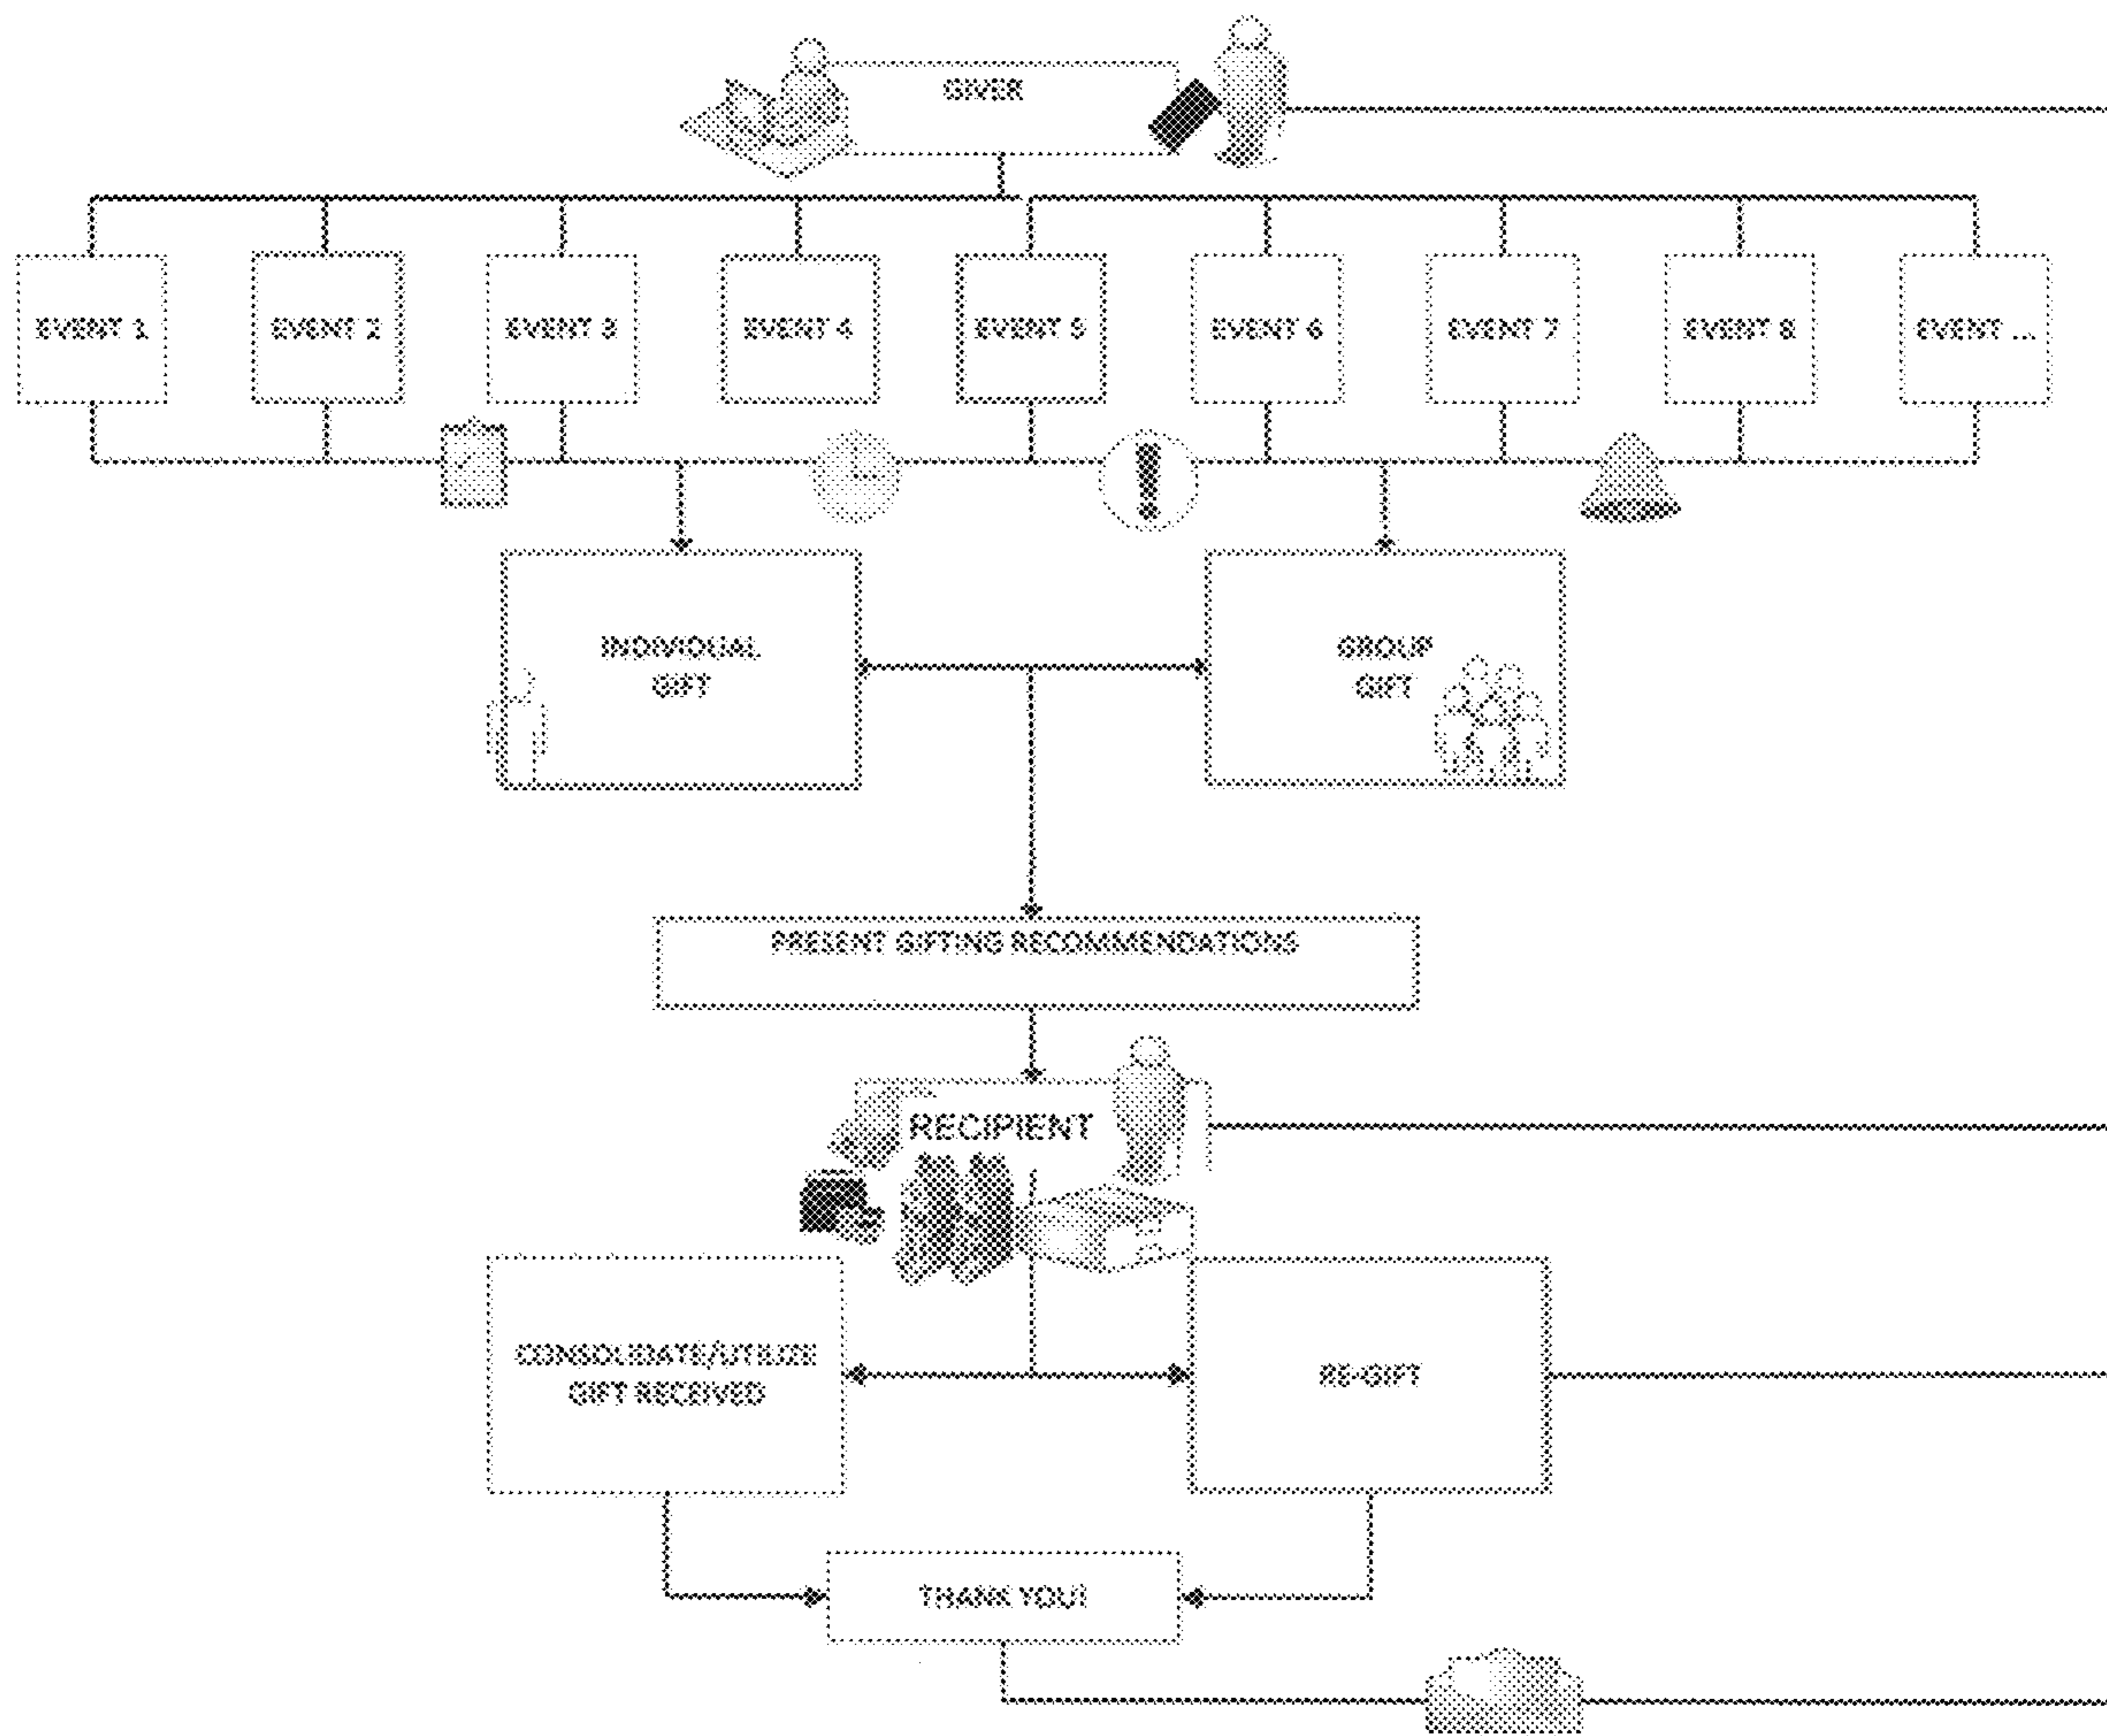 GIVER
EVENT 1
EVENT 2
EVENT 3
EVENT 4
EVENT 5
EVENT 6
EVENT 7
EVENT 8
EVENT ...
!
INDIVIDUAL
GIFT
GROUP
GIFT
PRESENT GIFTING RECOMMENDATIONS
RECIPIENT
CONSOLIDATE/UTILIZE
GIFT RECEIVED
RE-GIFT
THANK YOU!